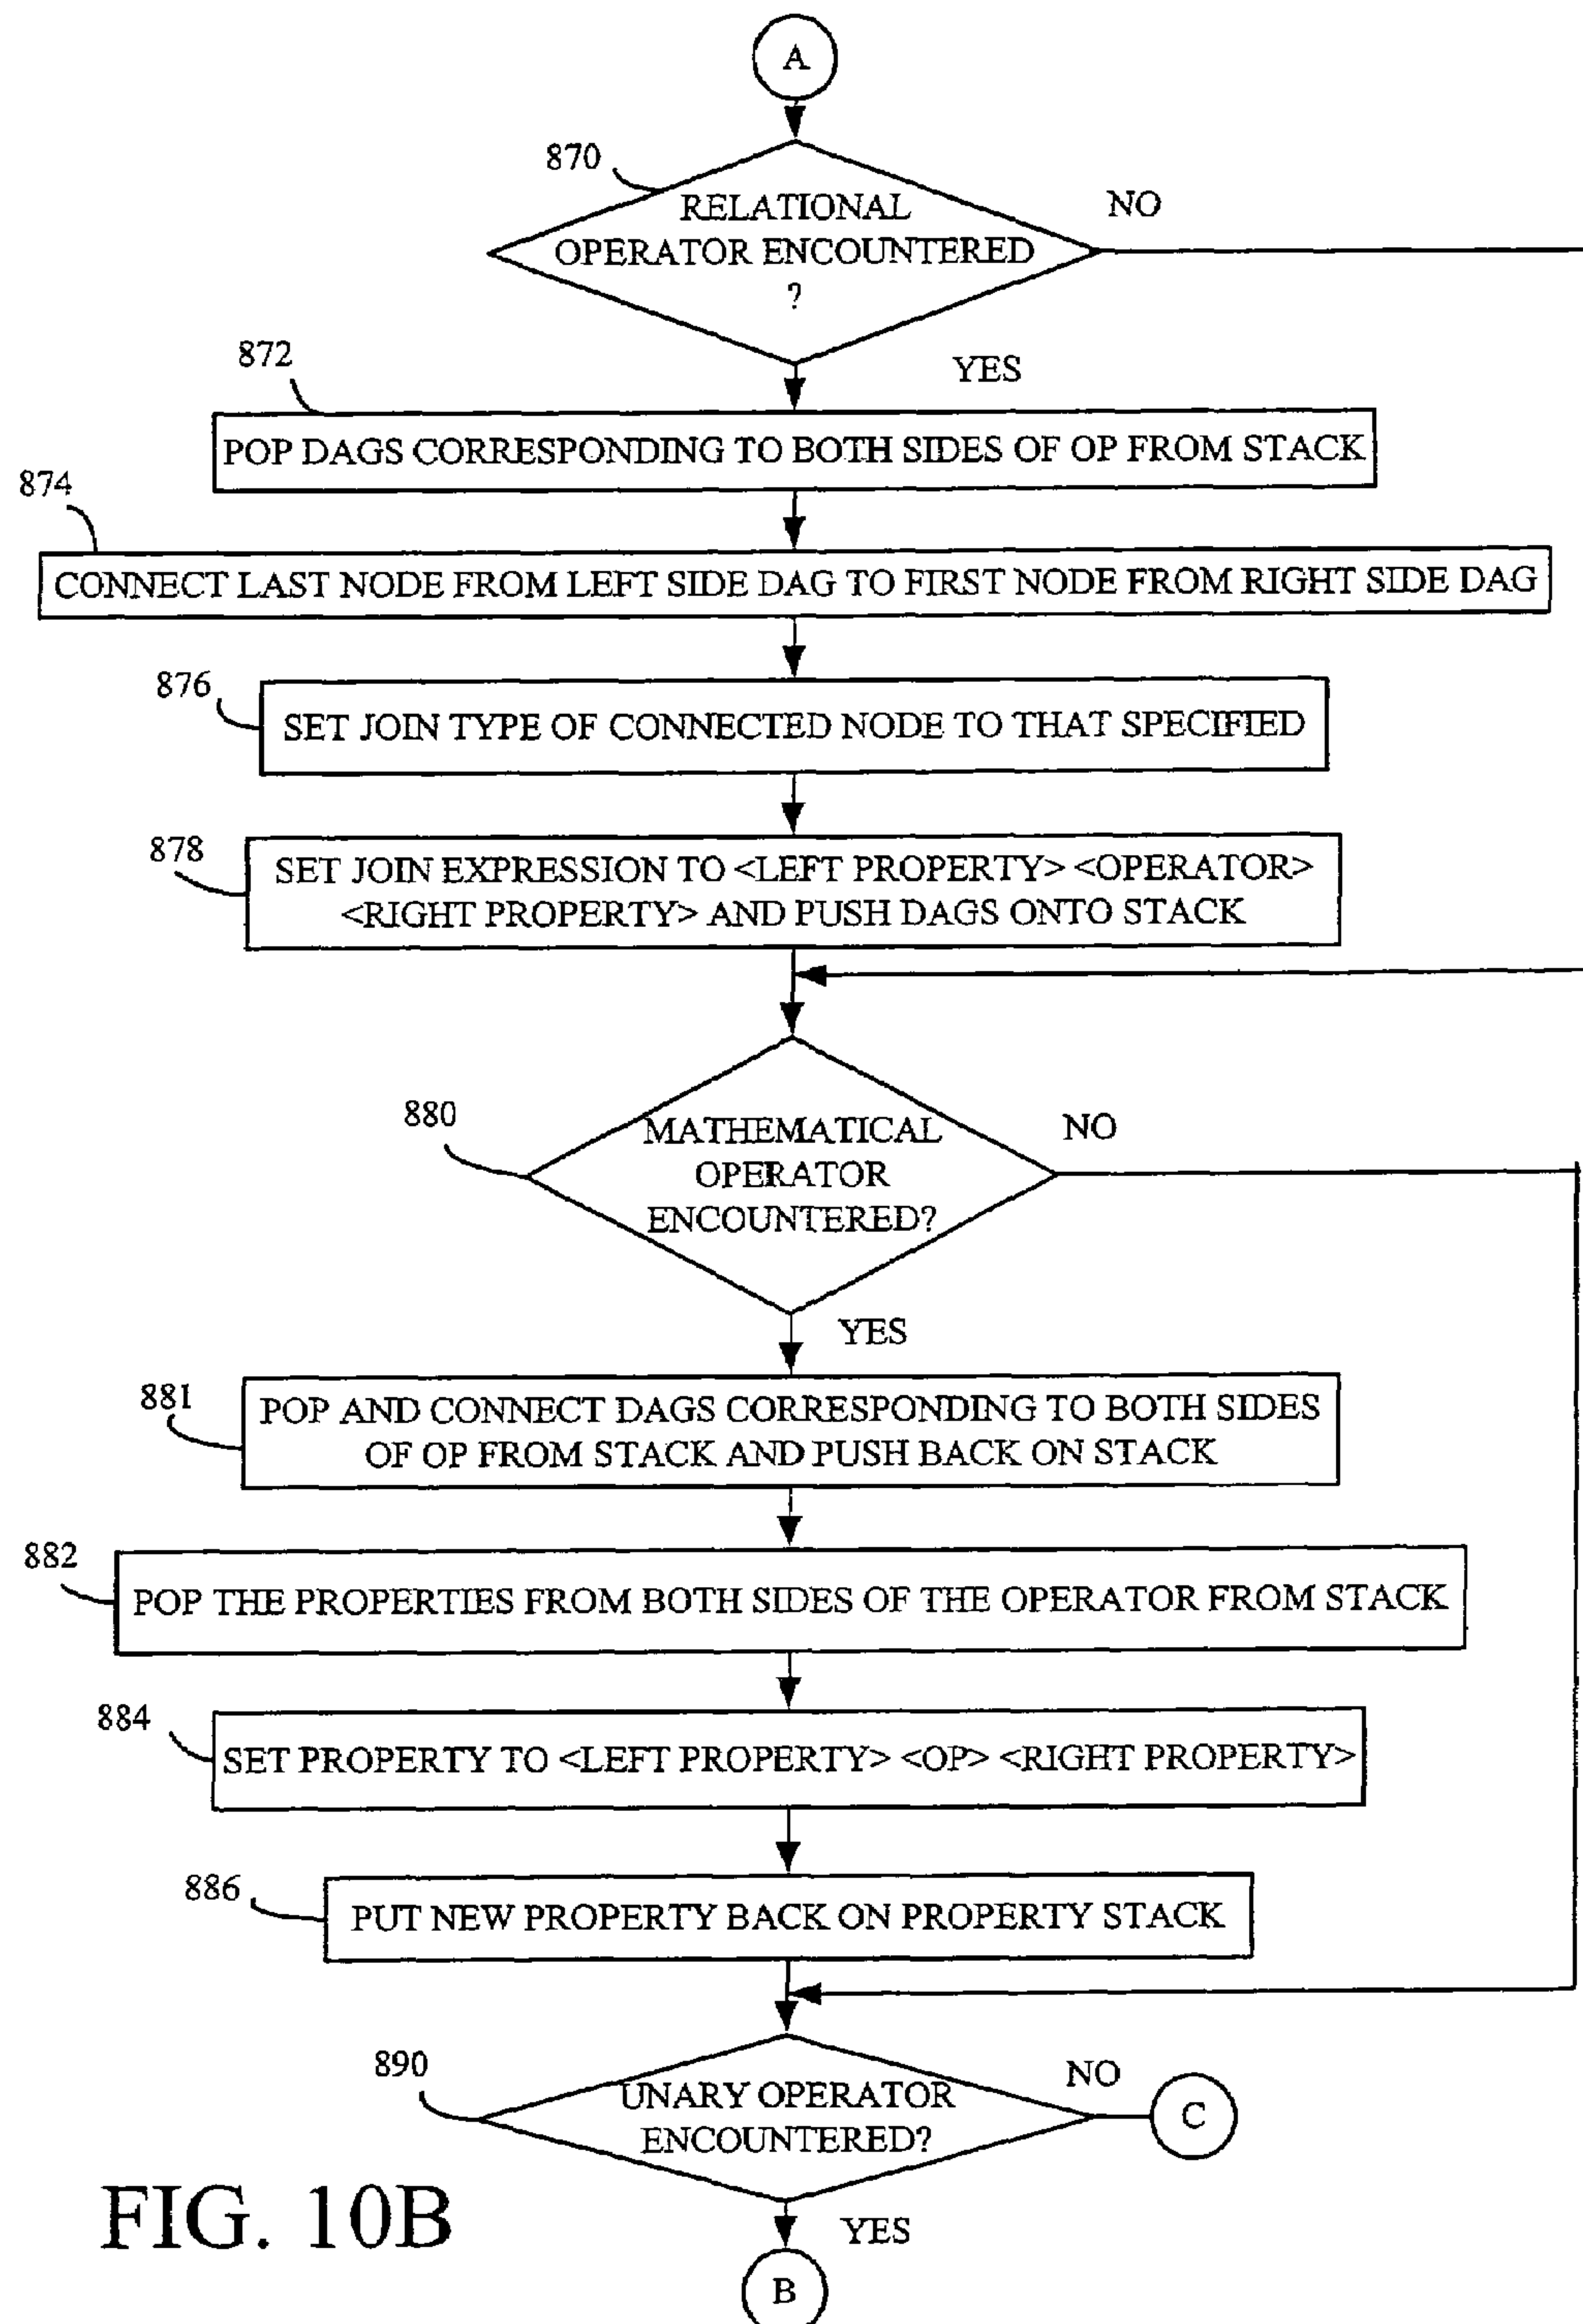 A
870
RELATIONAL
OPERATOR ENCOUNTERED
?
NO
YES
872
POP DAGS CORRESPONDING TO BOTH SIDES OF OP FROM STACK
874
CONNECT LAST NODE FROM LEFT SIDE DAG TO FIRST NODE FROM RIGHT SIDE DAG
876
SET JOIN TYPE OF CONNECTED NODE TO THAT SPECIFIED
878
SET JOIN EXPRESSION TO <LEFT PROPERTY> <OPERATOR>
<RIGHT PROPERTY> AND PUSH DAGS ONTO STACK
880
MATHEMATICAL
OPERATOR
ENCOUNTERED?
NO
YES
881
POP AND CONNECT DAGS CORRESPONDING TO BOTH SIDES
OF OP FROM STACK AND PUSH BACK ON STACK
882
POP THE PROPERTIES FROM BOTH SIDES OF THE OPERATOR FROM STACK
884
SET PROPERTY TO <LEFT PROPERTY> <OP> <RIGHT PROPERTY>
886
PUT NEW PROPERTY BACK ON PROPERTY STACK
890
UNARY OPERATOR
ENCOUNTERED?
NO
C
YES
B
FIG. 10B